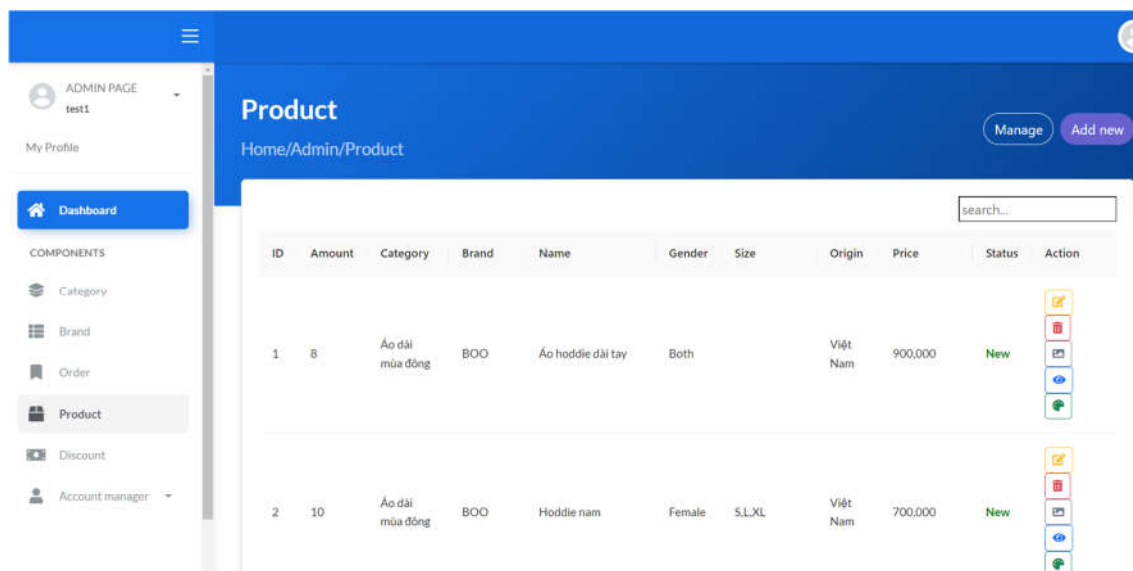 ADMIN PAGE
test1
My Profile
Dashboard
COMPONENTS
Category
Brand
Order
Product
Discount
Account manager
Product
Home/Admin/Product
Manage
Add new
search...
ID Amount Category Brand Name Gender Size Origin Price Status Action
1 8 Áo dài mùa đông BOO Áo hoddie dài tay Both Việt Nam 900,000 New
2 10 Áo dài mùa đông BOO Hoddie nam Female S,L,XL Việt Nam 700,000 New